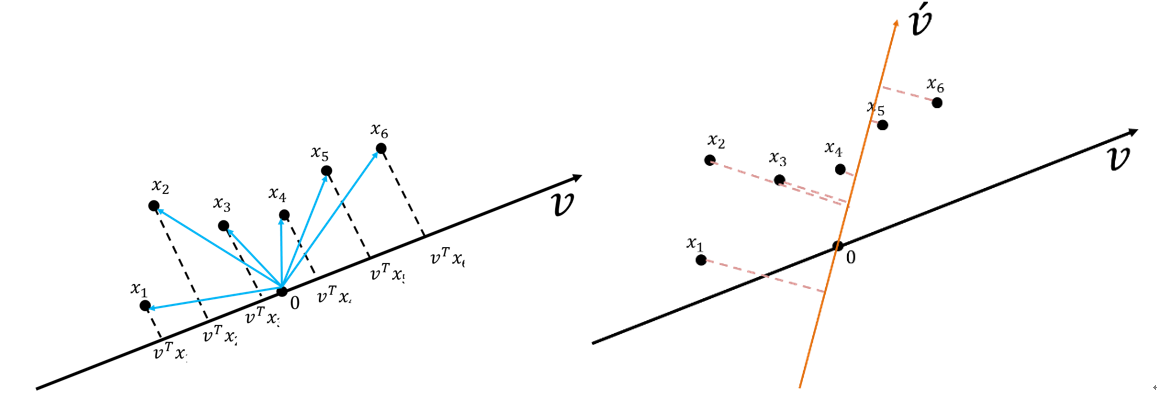 x₁
x₂
x₃
x₄
x₅
x₆
0
v
vᵀx
vᵀx
vᵀx
vᵀx
vᵀx
vᵀx
x₁
x₂
x₃
x₄
x₅
x₆
0
v
v́